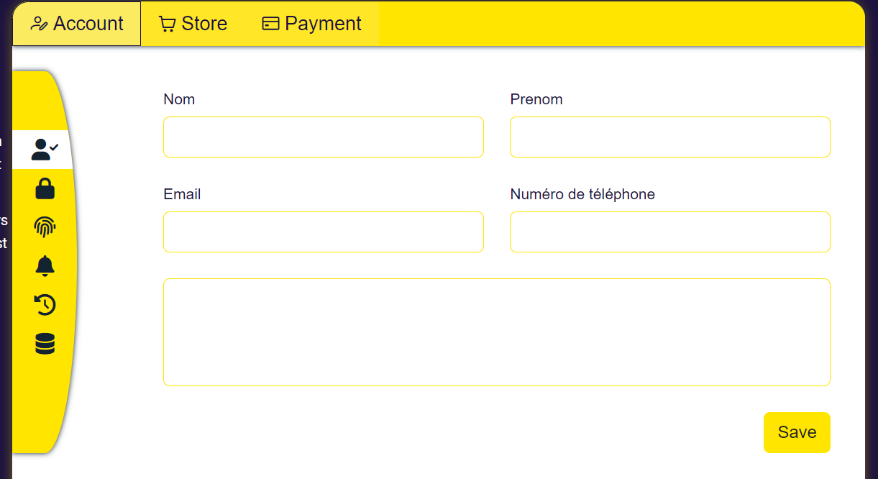 Account Store Payment
Nom Prenom
Email Numéro de téléphone
Save